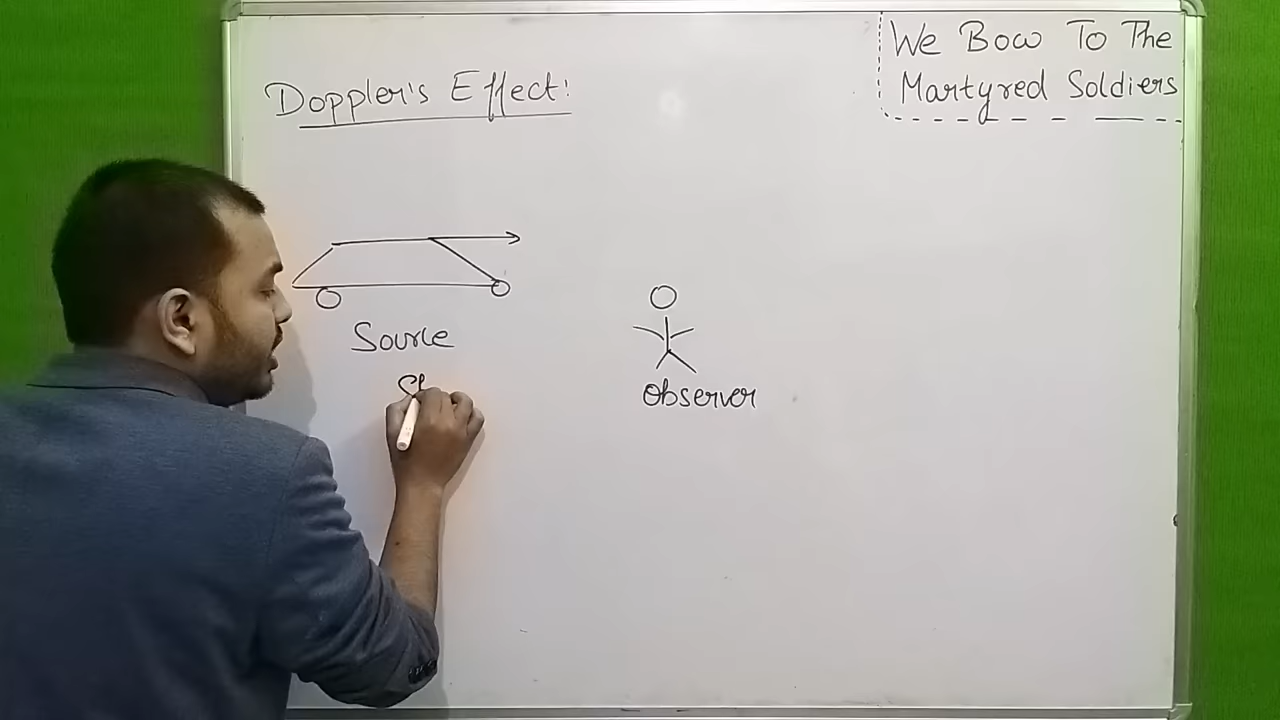 Doppler's Effect:
We Bow To The
Martyred Soldiers
Source
Observer